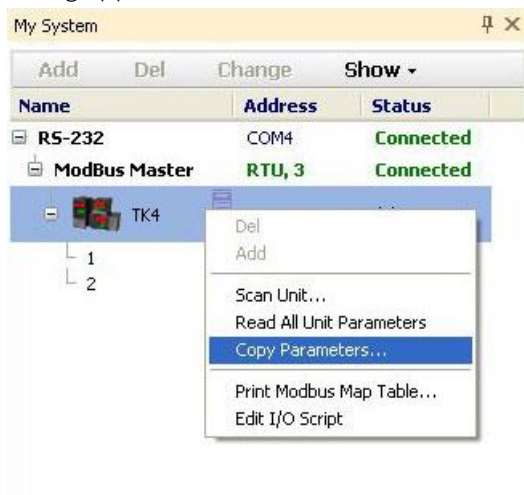 My System
Add Del Change Show
Name Address Status
RS-232 COM4 Connected
ModBus Master RTU, 3 Connected
TK4
1
2
Del
Add
Scan Unit...
Read All Unit Parameters
Copy Parameters...
Print Modbus Map Table...
Edit I/O Script